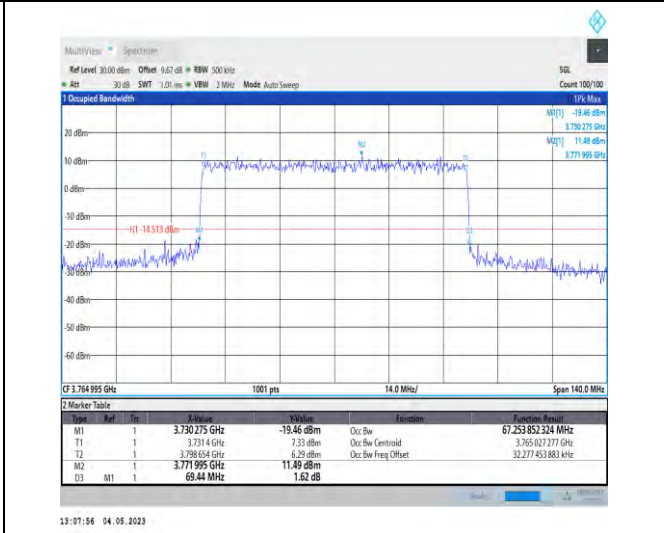 MultiView Spectrum
Ref Level 30.00 dBm Offset 9.67 dB RBW 500 kHz SGL
Att 30 dB SWT 1.01 ms VBW 2 MHz Mode Auto Sweep Count 100/100
1 Occupied Bandwidth 1Pk Max
M1[1] -19.46 dBm
3.730 275 GHz
M2[1] 11.49 dBm
3.771 995 GHz
20 dBm
M2
T1
10 dBm
0 dBm
-10 dBm
H1 -14.513 dBm
M1
D3
-20 dBm
-30 dBm
-40 dBm
-50 dBm
-60 dBm
CF 3.764 995 GHz 1001 pts 14.0 MHz/ Span 140.0 MHz
2 Marker Table
Type Ref Trc X-Value Y-Value Function Function Result
M1 1 3.730 275 GHz -19.46 dBm Occ Bw 67.253 852 324 MHz
T1 1 3.731 4 GHz 7.33 dBm Occ Bw Centroid 3.765 027 277 GHz
T2 1 3.798 654 GHz 6.29 dBm Occ Bw Freq Offset 32.277 453 883 kHz
M2 1 3.771 995 GHz 11.49 dBm
D3 M1 1 69.44 MHz 1.62 dB
Ready
13:07:56 04.05.2023